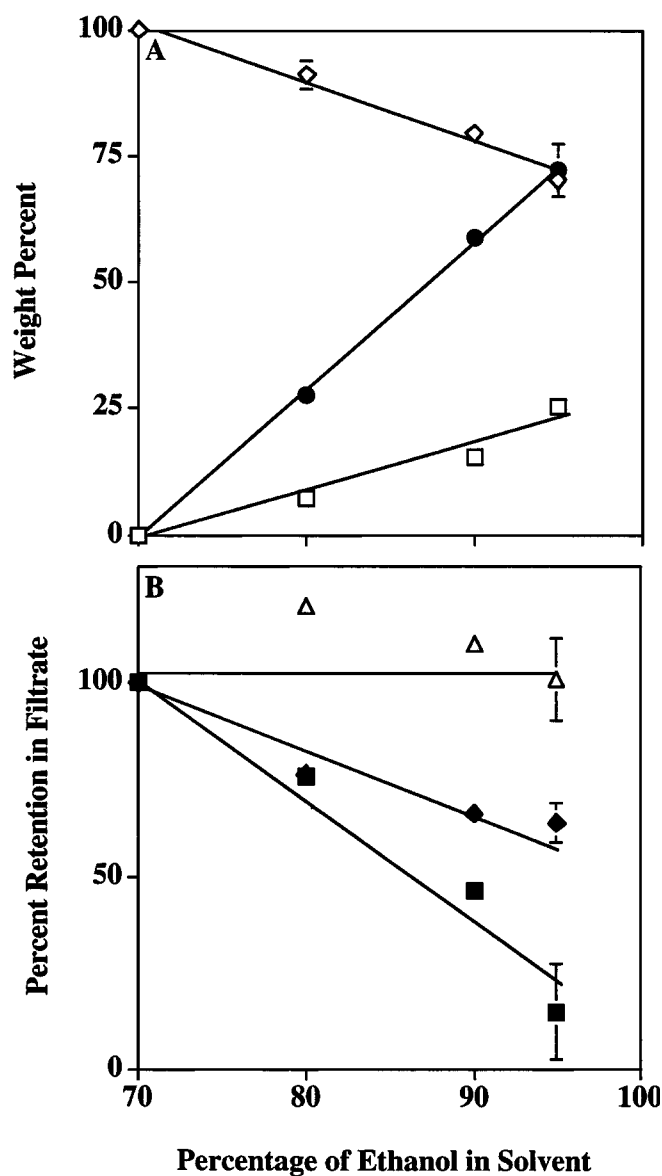 100
A
75
50
25
0
Weight Percent
B
100
50
0
Percent Retention in Filtrate
70
80
90
100
Percentage of Ethanol in Solvent